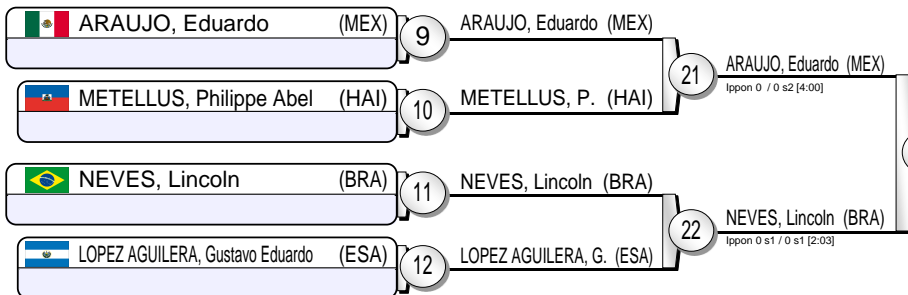 ARAUJO, Eduardo (MEX)
9
ARAUJO, Eduardo (MEX)
21
ARAUJO, Eduardo (MEX)
Ippon 0 / 0 s2 [4:00]
METELLUS, Philippe Abel (HAI)
10
METELLUS, P. (HAI)
NEVES, Lincoln (BRA)
11
NEVES, Lincoln (BRA)
22
NEVES, Lincoln (BRA)
Ippon 0 s1 / 0 s1 [2:03]
LOPEZ AGUILERA, Gustavo Eduardo (ESA)
12
LOPEZ AGUILERA, G. (ESA)